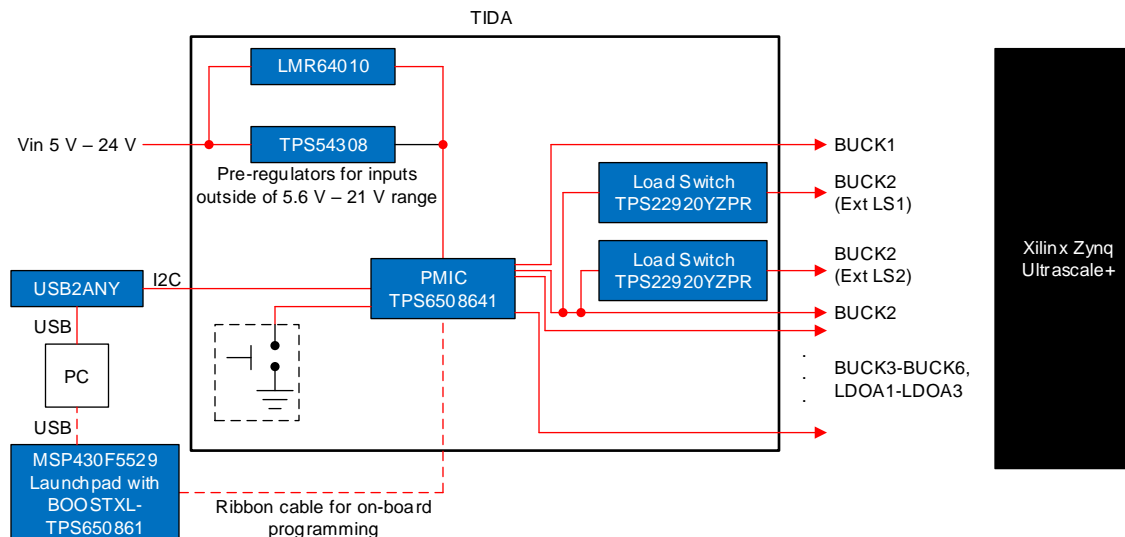 TIDA
LMR64010
Vin 5 V – 24 V
TPS54308
Pre-regulators for inputs
outside of 5.6 V – 21 V range
BUCK1
Load Switch
TPS22920YZPR
BUCK2
(Ext LS1)
Load Switch
TPS22920YZPR
BUCK2
(Ext LS2)
Xilinx Zynq
Ultrascale+
PMIC
TPS6508641
USB2ANY
I2C
BUCK2
USB
PC
BUCK3-BUCK6,
LDOA1-LDOA3
USB
MSP430F5529
Launchpad with
BOOSTXL-
TPS650861
Ribbon cable for on-board
programming